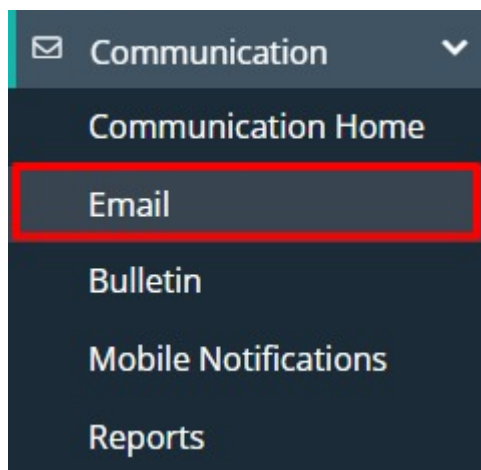 Communication
Communication Home
Email
Bulletin
Mobile Notifications
Reports